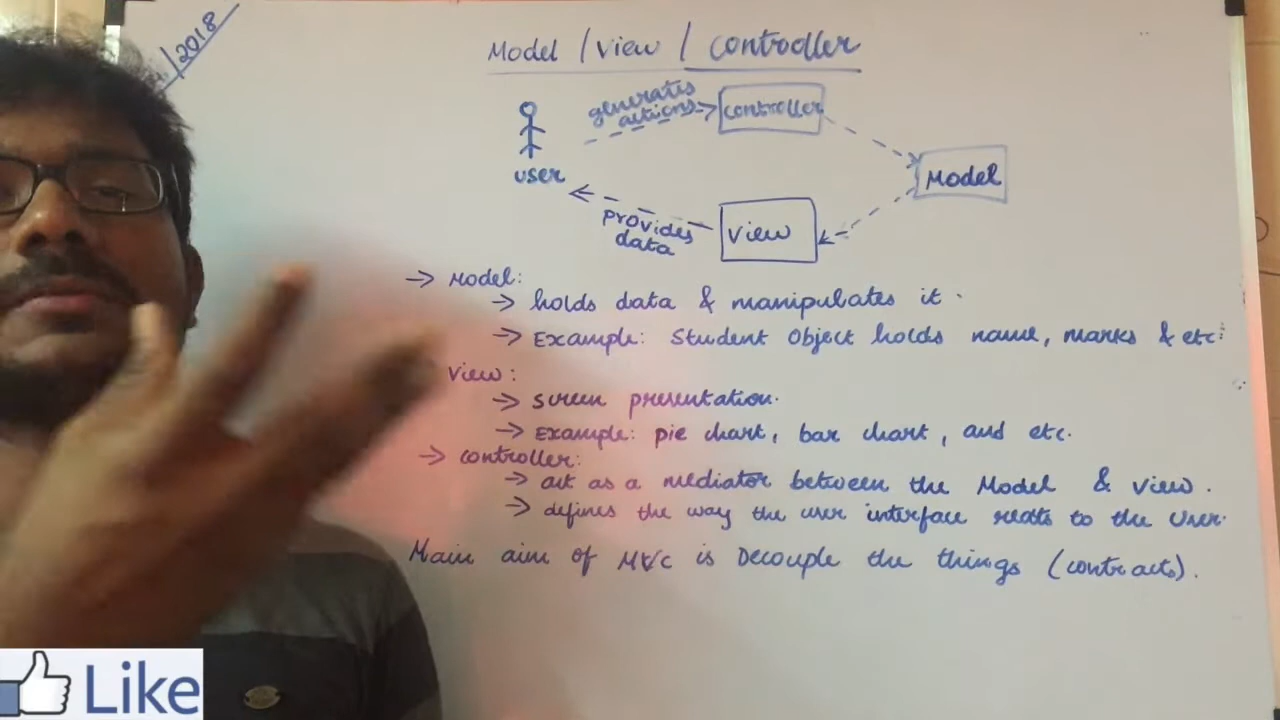 /2018
Model / View / Controller
generates
actions
controller
user
Model
provides
data
View
→ Model:
→ holds data & manipulates it.
→ Example: Student Object holds name, marks & etc:
View:
→ screen presentation.
→ Example: pie chart, bar chart, and etc.
→ controller:
→ act as a mediator between the Model & View.
→ defines the way the user interface reacts to the User.
Main aim of MVC is Decouple the things (contracts).
Like